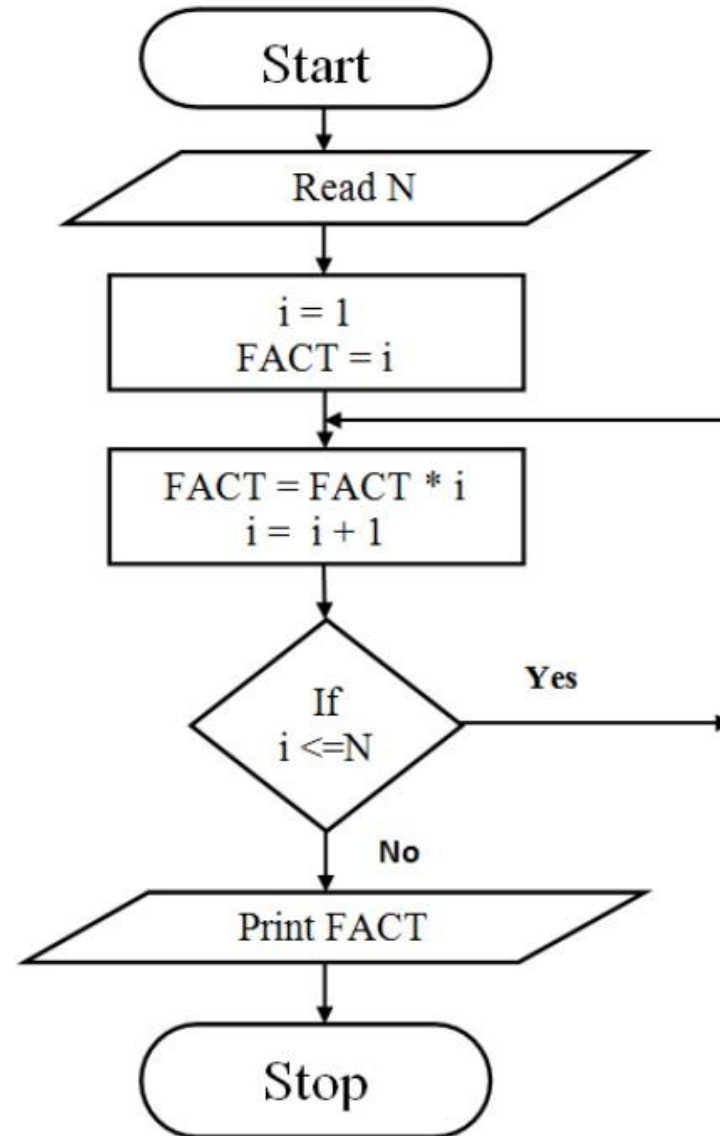 Start
Read N
i = 1
FACT = i
FACT = FACT * i
i = i + 1
If
i <=N
Yes
No
Print FACT
Stop